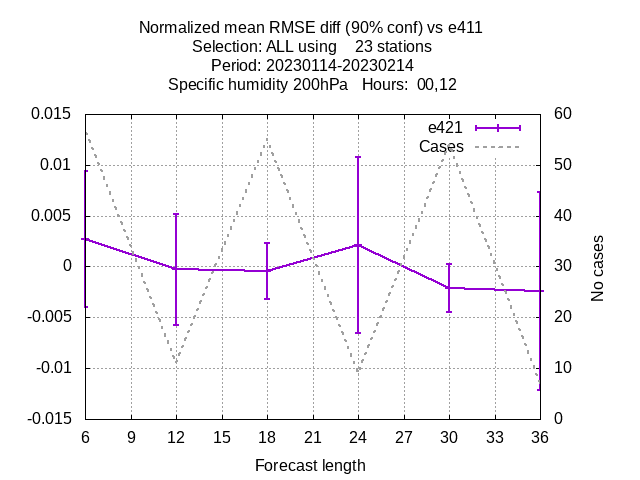 Normalized mean RMSE diff (90% conf) vs e411
Selection: ALL using    23 stations
Period: 20230114-20230214
Specific humidity 200hPa   Hours:  00,12
0.015
0.01
0.005
0
-0.005
-0.01
-0.015
60
50
40
30
20
10
0
e421
Cases
No cases
6 9 12 15 18 21 24 27 30 33 36
Forecast length